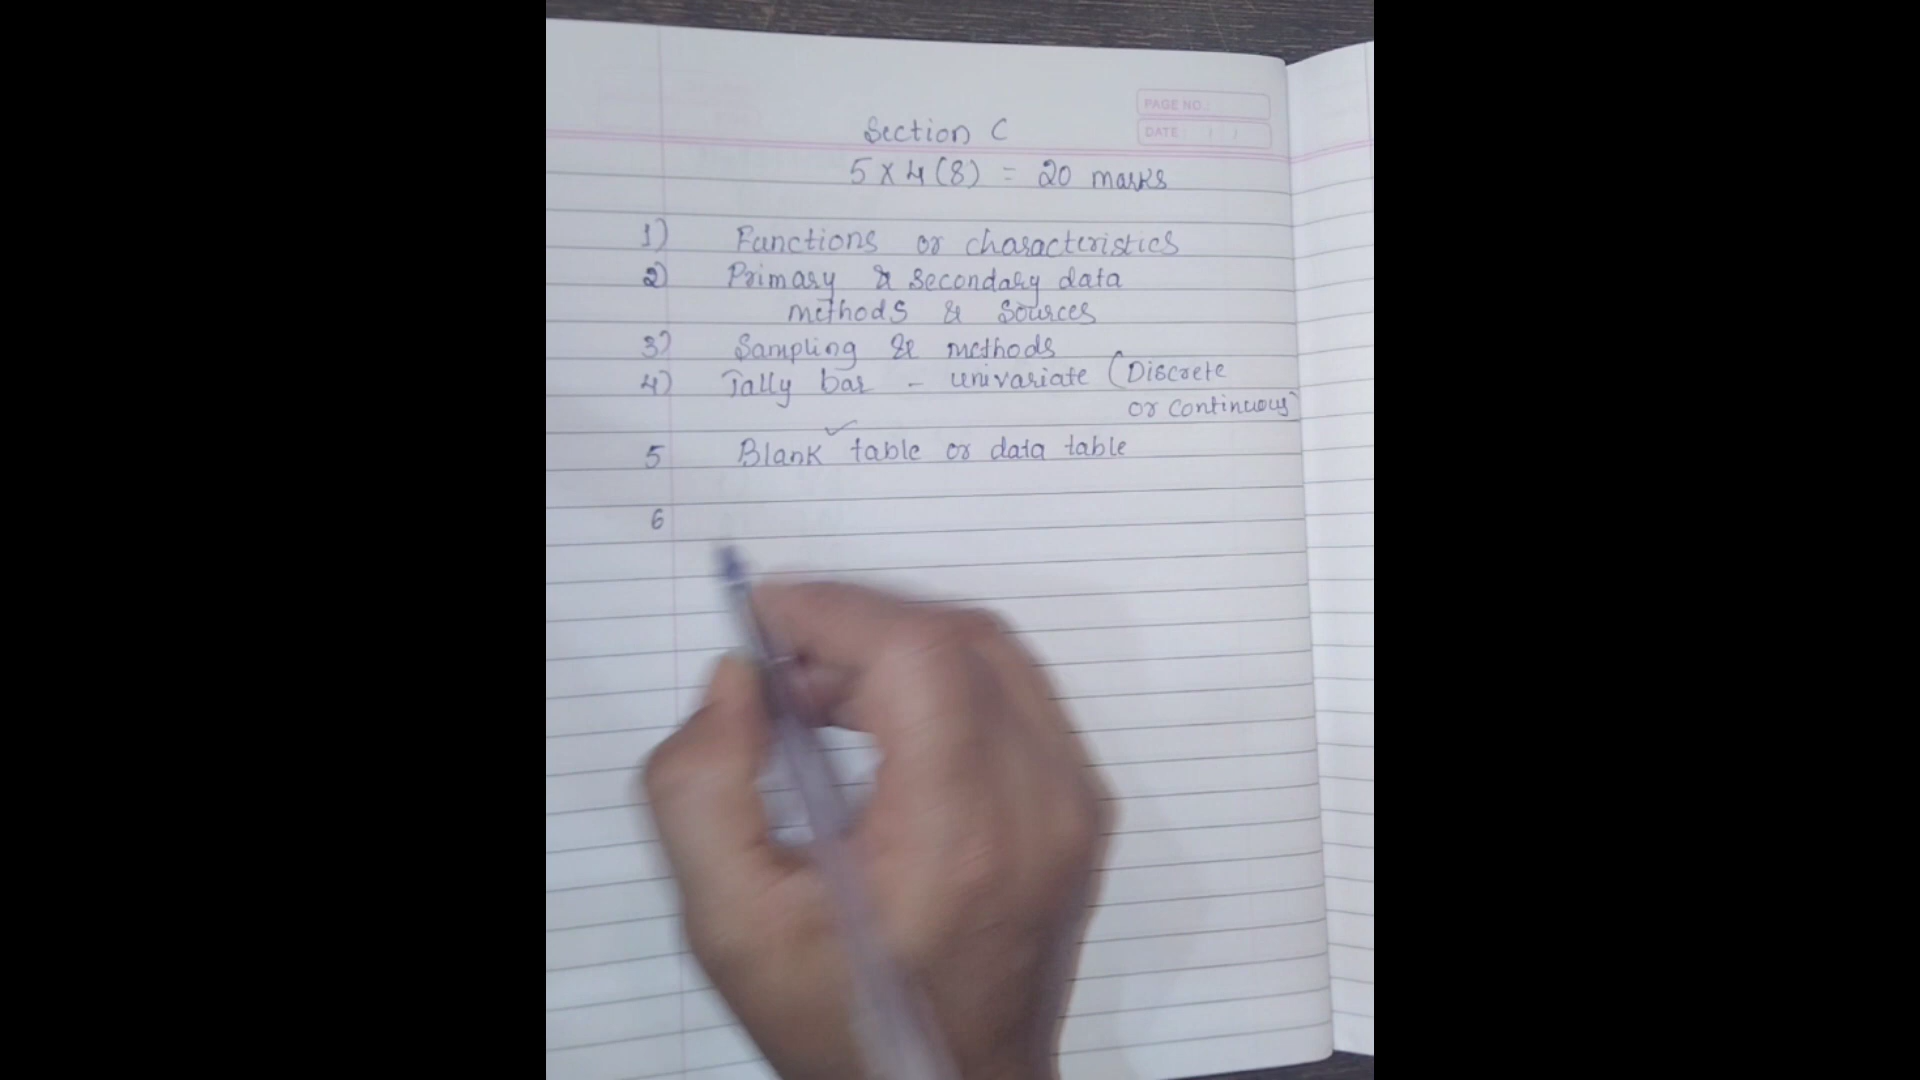 PAGE NO.:
DATE: / /
Section C
5 x 4 (8) = 20 marks
1) Functions or characteristics
2) Primary & Secondary data
methods & Sources
3) Sampling & methods
4) Tally bar - univariate (Discrete
or continuous)
5 Blank table or data table
6